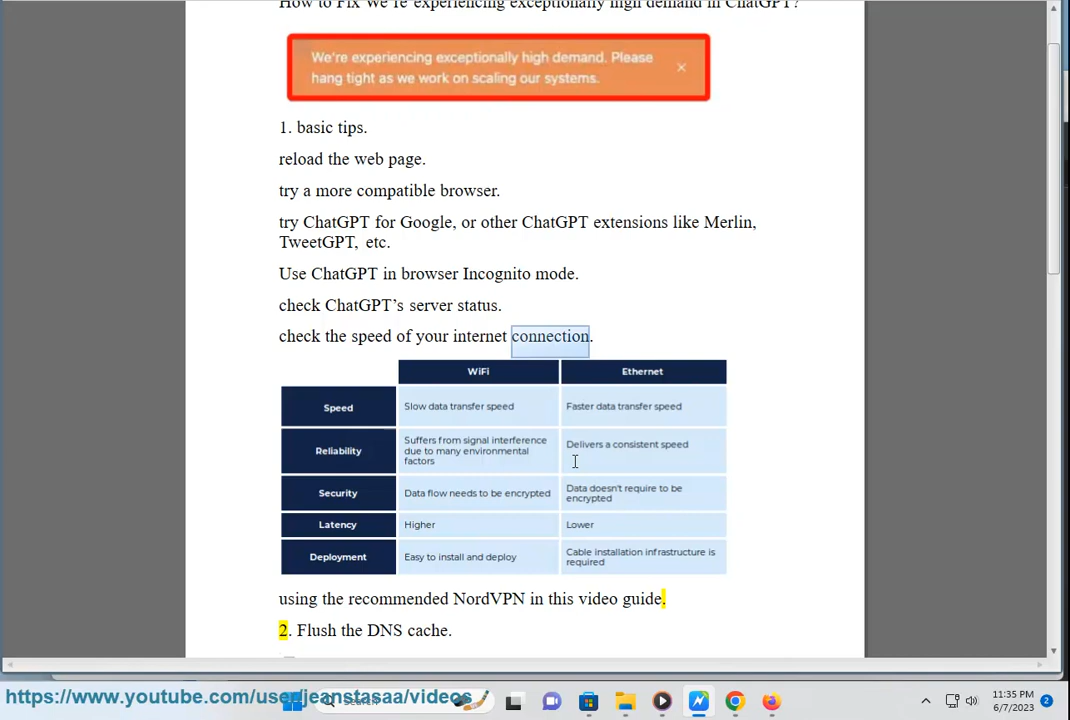 How to Fix We're experiencing exceptionally high demand in ChatGPT?
We're experiencing exceptionally high demand. Please
hang tight as we work on scaling our systems.
1. basic tips.
reload the web page.
try a more compatible browser.
try ChatGPT for Google, or other ChatGPT extensions like Merlin,
TweetGPT, etc.
Use ChatGPT in browser Incognito mode.
check ChatGPT's server status.
check the speed of your internet connection.
WiFi Ethernet
Speed Slow data transfer speed Faster data transfer speed
Reliability Suffers from signal interference
due to many environmental
factors
Delivers a consistent speed
Security Data flow needs to be encrypted Data doesn't require to be
encrypted
Latency Higher Lower
Deployment Easy to install and deploy Cable installation infrastructure is
required
using the recommended NordVPN in this video guide.
2. Flush the DNS cache.
https://www.youtube.com/user/jeanstasaa/videos
Search
11:35 PM
6/7/2023
2